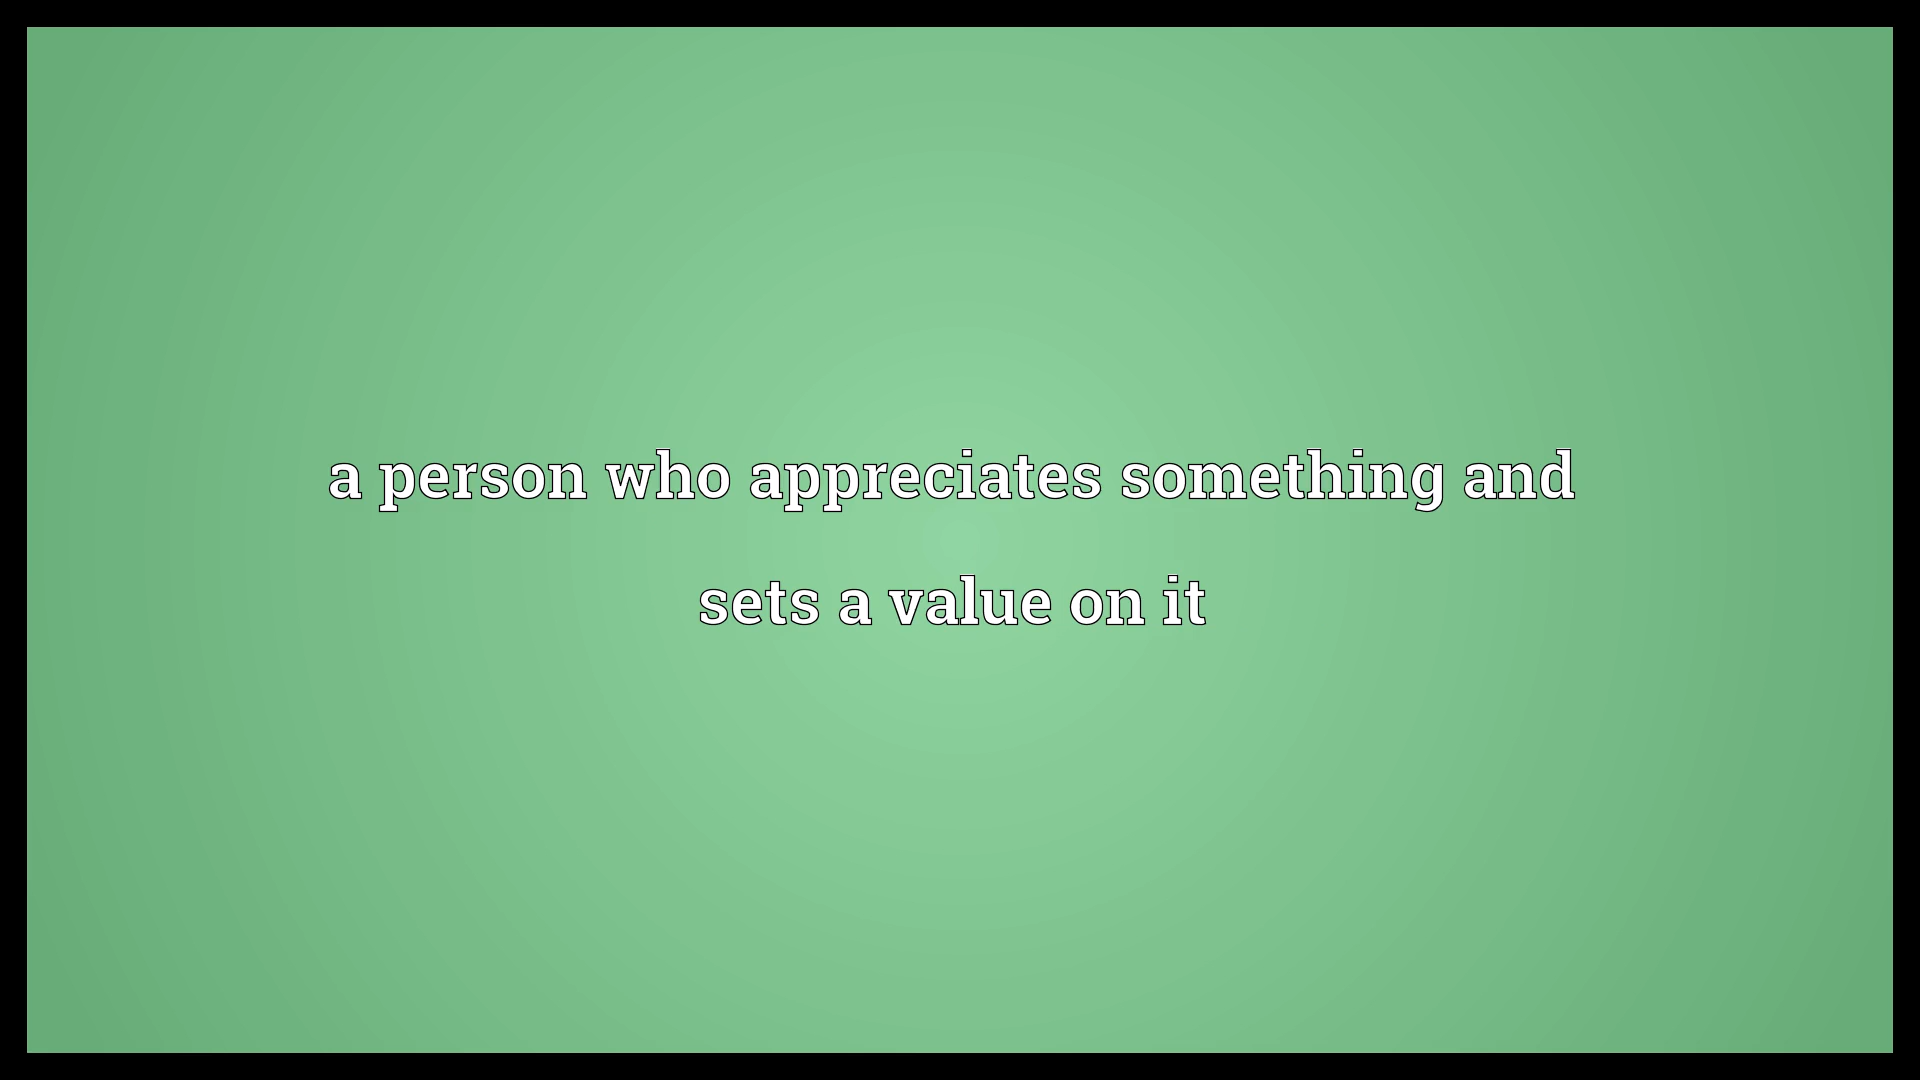 a person who appreciates something and
sets a value on it